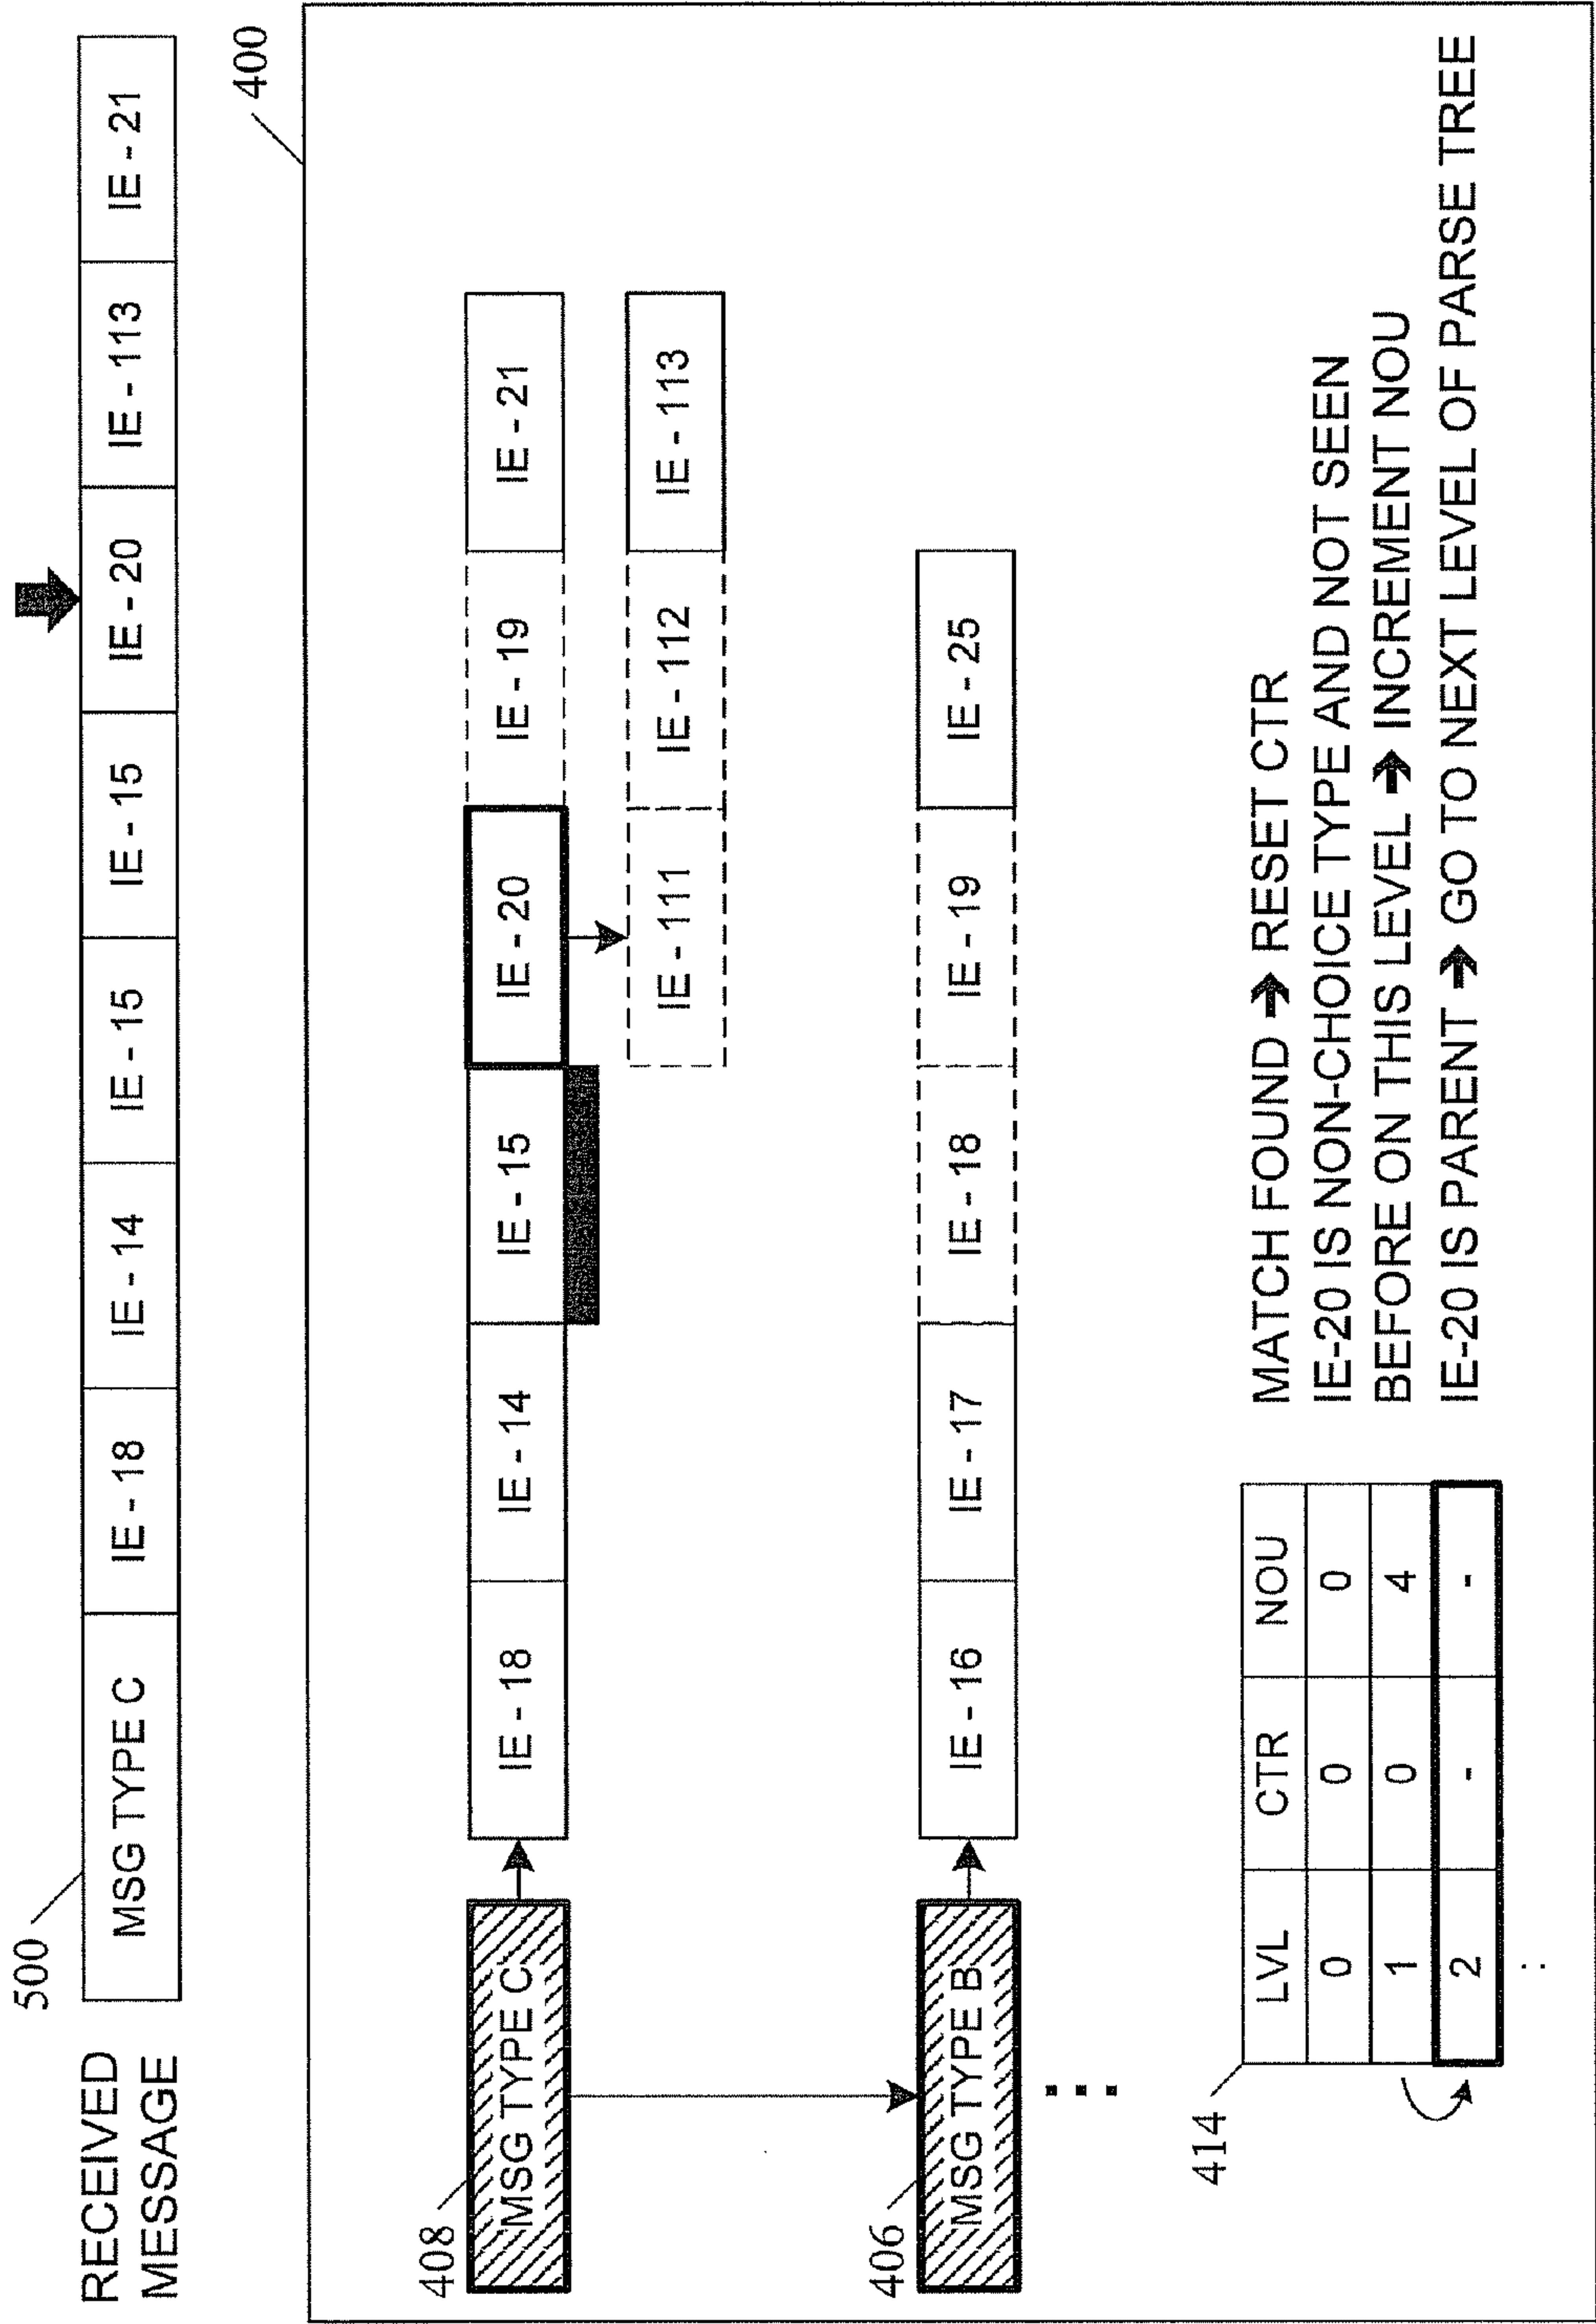 RECEIVED
MESSAGE
500
MSG TYPE C IE - 18 IE - 14 IE - 15 IE - 15 IE - 20 IE - 113 IE - 21
400
408
MSG TYPE C IE - 18 IE - 14 IE - 15 IE - 20 IE - 19 IE - 21
IE - 111 IE - 112 IE - 113
406
MSG TYPE B IE - 16 IE - 17 IE - 18 IE - 19 IE - 25
414
LVL CTR NOU
0 0 0
1 0 4
2 - -
MATCH FOUND ➔ RESET CTR
IE-20 IS NON-CHOICE TYPE AND NOT SEEN
BEFORE ON THIS LEVEL ➔ INCREMENT NOU
IE-20 IS PARENT ➔ GO TO NEXT LEVEL OF PARSE TREE